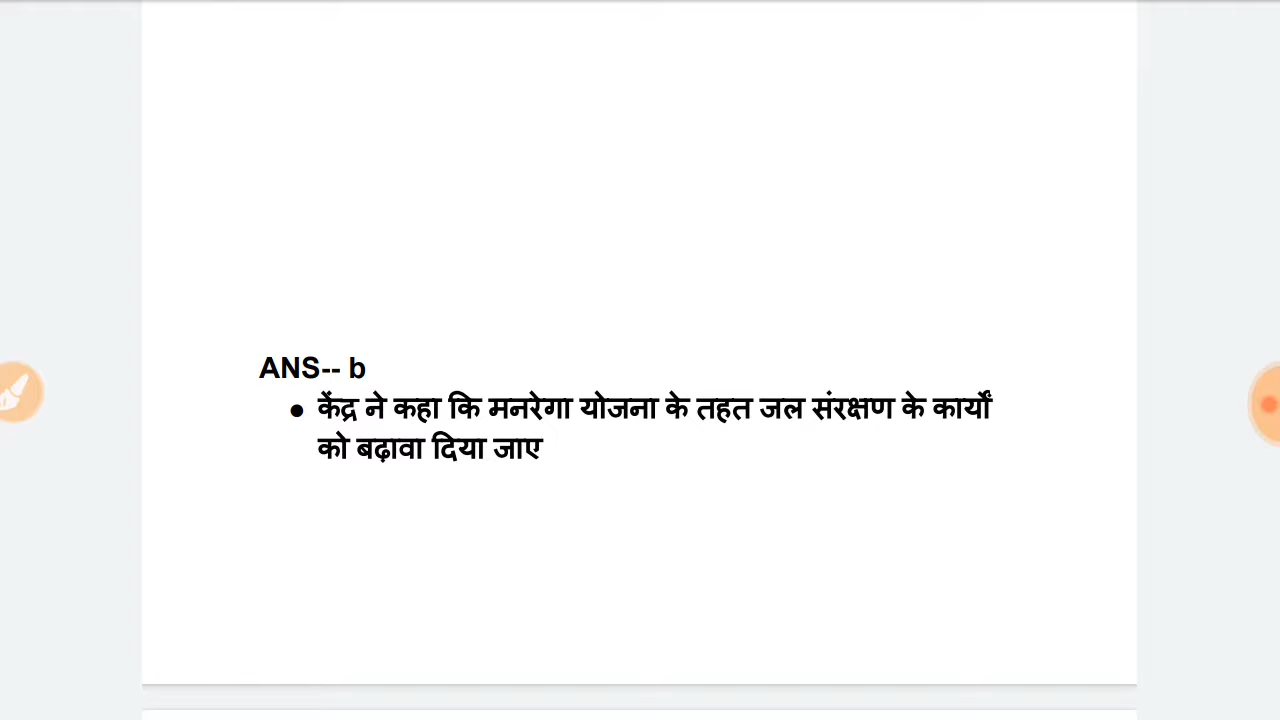 ANS-- b
● केंद्र ने कहा कि मनरेगा योजना के तहत जल संरक्षण के कार्यों
को बढ़ावा दिया जाए